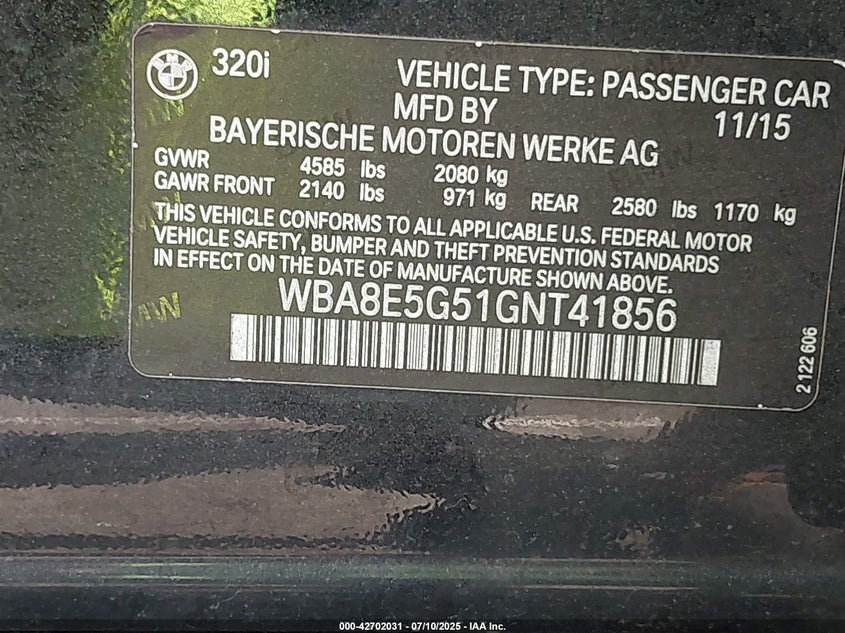 BMW 320i
VEHICLE TYPE: PASSENGER CAR
MFD BY 11/15
BAYERISCHE MOTOREN WERKE AG
GVWR 4585 lbs 2080 kg
GAWR FRONT 2140 lbs 971 kg REAR 2580 lbs 1170 kg
THIS VEHICLE CONFORMS TO ALL APPLICABLE U.S. FEDERAL MOTOR
VEHICLE SAFETY, BUMPER AND THEFT PREVENTION STANDARDS
IN EFFECT ON THE DATE OF MANUFACTURE SHOWN ABOVE.
WBA8E5G51GNT41856
2 122 606
000-42702031 - 07/10/2025 - IAA Inc.